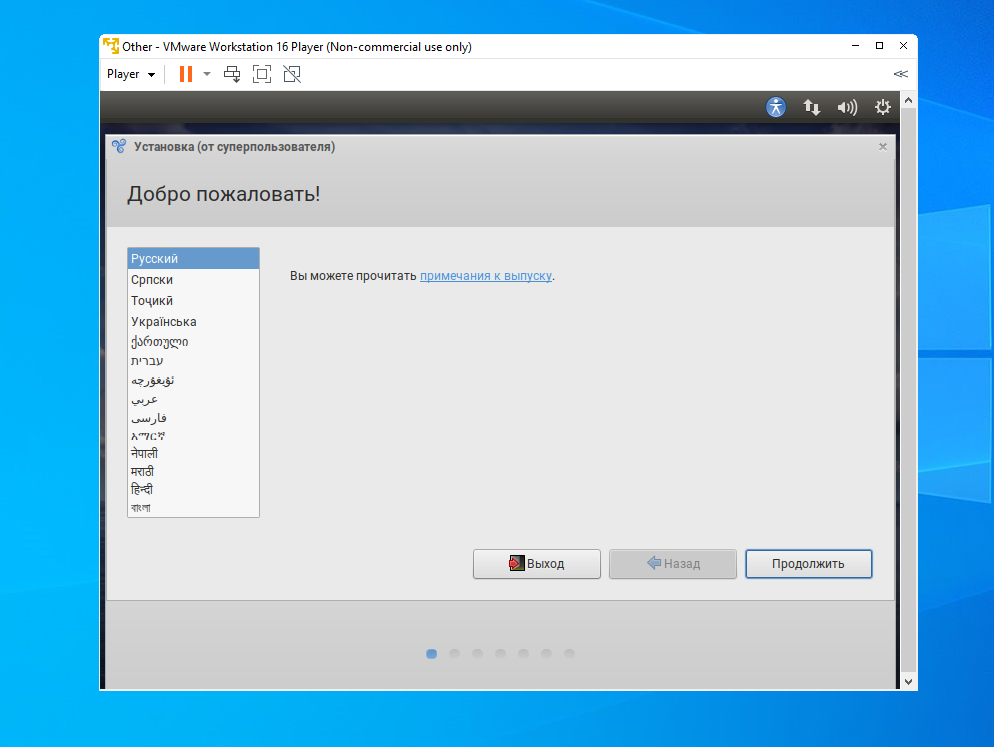 Other - VMware Workstation 16 Player (Non-commercial use only)
Player
Установка (от суперпользователя)
Добро пожаловать!
Русский
Српски
Тоҷикӣ
Українська
ქართული
עברית
ئۇيغۇرچە
عربي
فارسی
አማርኛ
नेपाली
मराठी
हिन्दी
বাংলা
Вы можете прочитать примечания к выпуску.
Выход
Назад
Продолжить